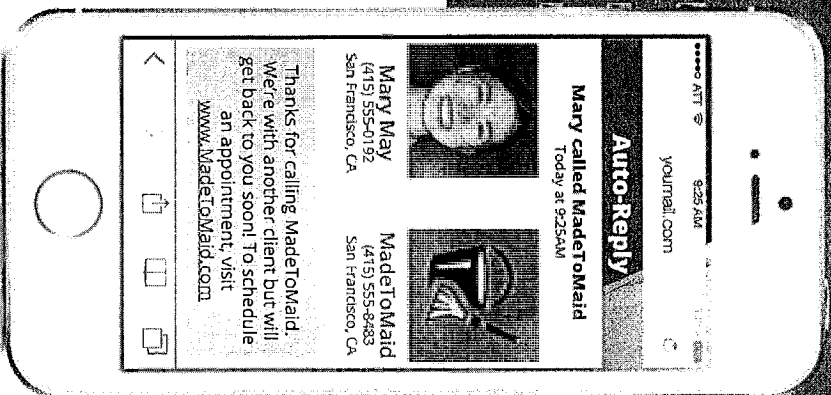 ●●●●○ ATT 9:25 AM
youmail.com
Auto-Reply
Mary called MadeToMaid
Today at 9:25AM
Mary May
(415) 555-0192
San Francisco, CA
MadeToMaid
(415) 555-8483
San Francisco, CA
Thanks for calling MadeToMaid.
We're with another client but will
get back to you soon! To schedule
an appointment, visit
www.MadeToMaid.com